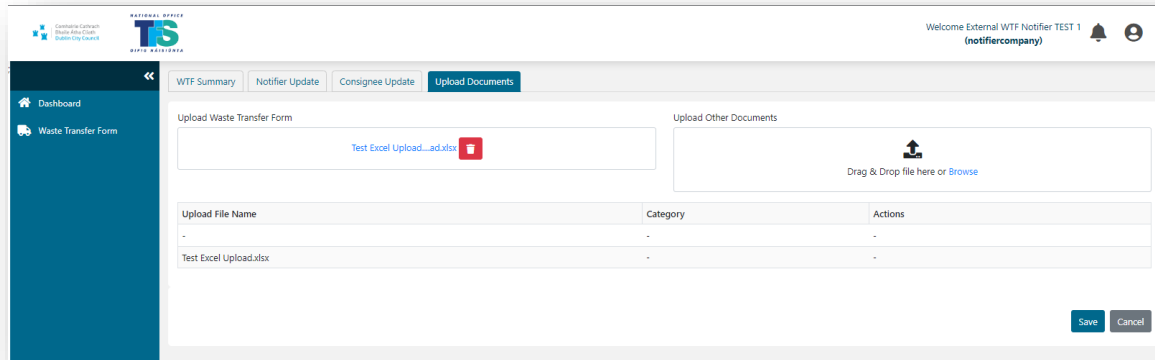 Comhairle Cathrach
Bhaile Átha Cliath
Dublin City Council
NATIONAL OFFICE
TFS
OIFIG NÁISIÚNTA
Welcome External WTF Notifier TEST 1
(notifiercompany)
«
WTF Summary Notifier Update Consignee Update Upload Documents
Dashboard
Waste Transfer Form
Upload Waste Transfer Form Upload Other Documents
Test Excel Upload....ad.xlsx
Drag & Drop file here or Browse
Upload File Name Category Actions
- - -
Test Excel Upload.xlsx - -
Save Cancel